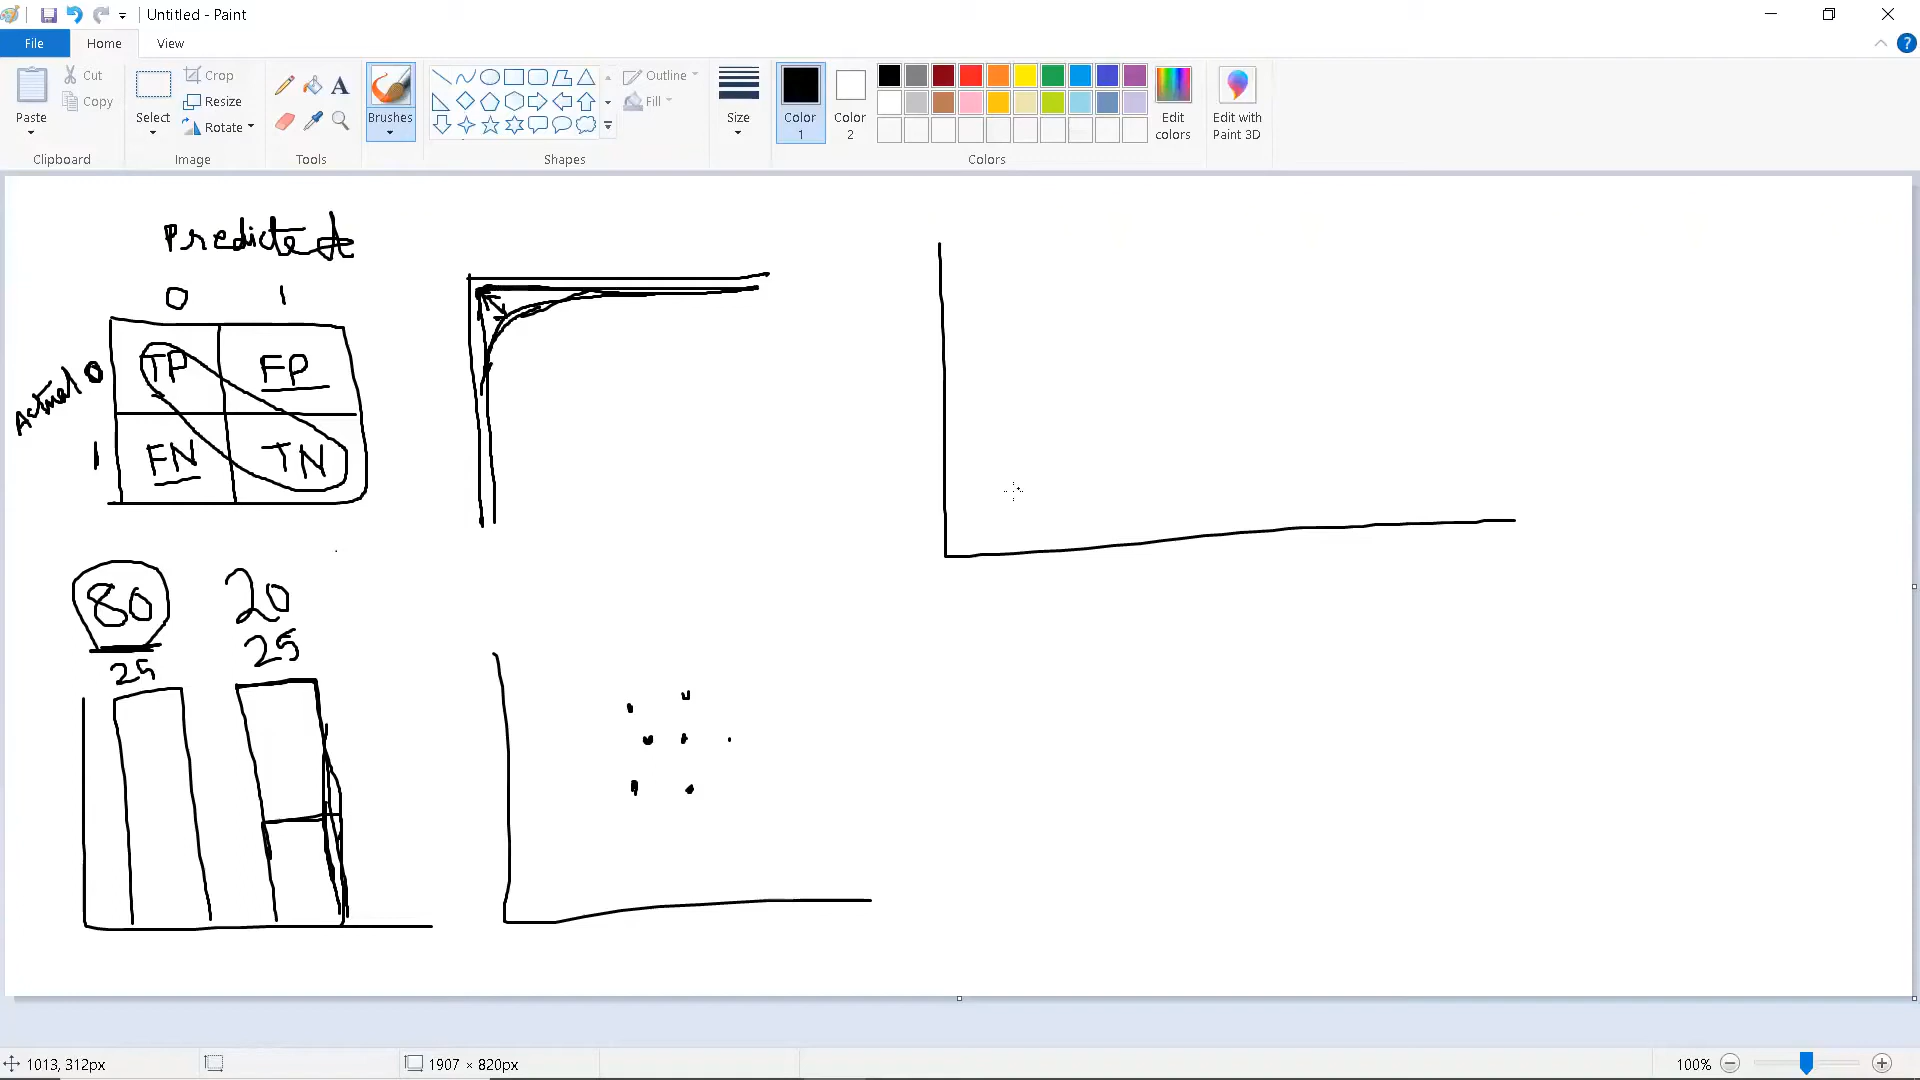 Untitled - Paint
File Home View
Cut
Copy
Paste
Clipboard
Crop
Resize
Rotate
Select
Image
Tools
Brushes
Outline
Fill
Shapes
Size
Color 1
Color 2
Edit colors
Colors
Edit with Paint 3D
Predicted
0 1
Actual 0 TP FP
1 FN TN
80 20
25 25
1013, 312px
1907 × 820px
100%